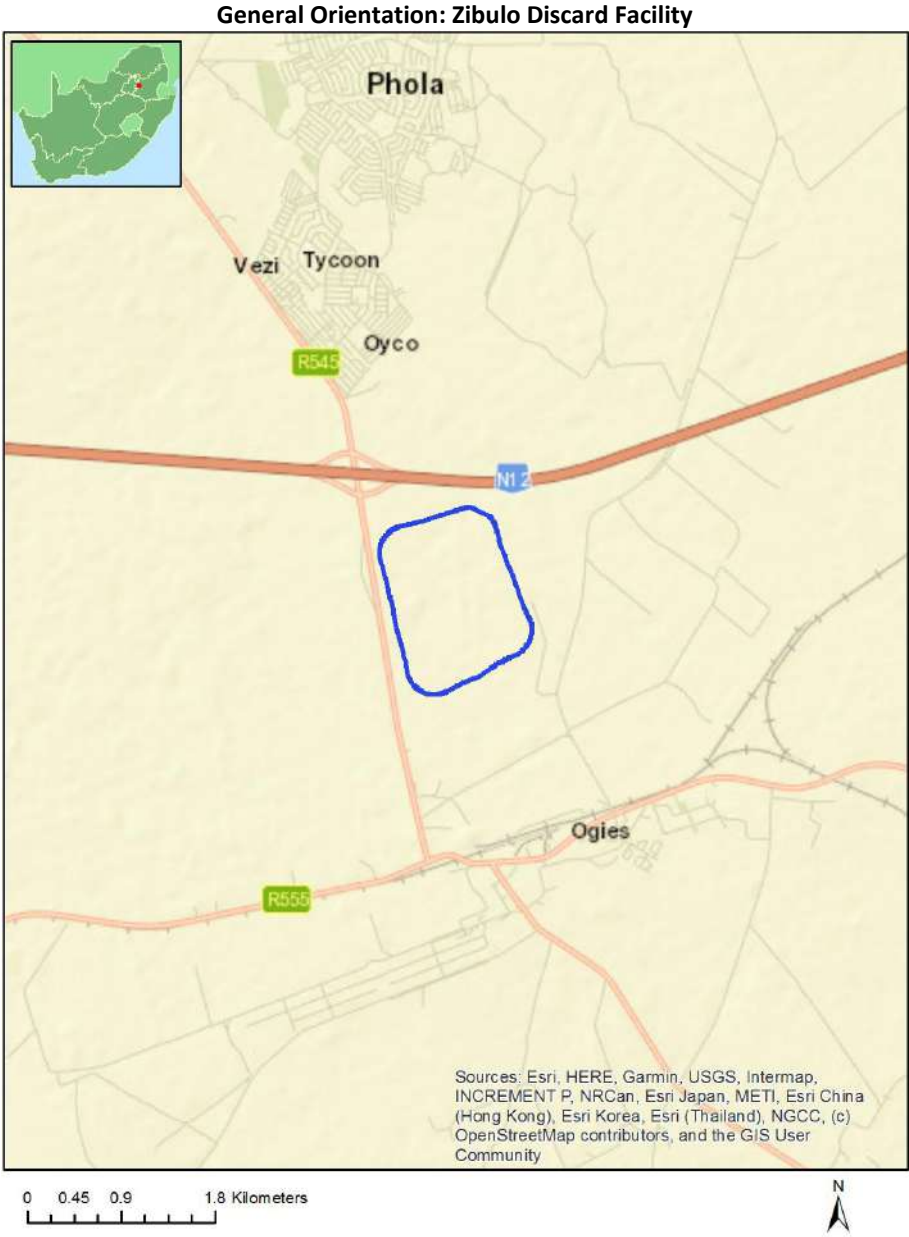 General Orientation: Zibulo Discard Facility
Phola
Vezi
Tycoon
Oyco
R545
N12
Ogies
R555
Sources: Esri, HERE, Garmin, USGS, Intermap,
INCREMENT P, NRCan, Esri Japan, METI, Esri China
(Hong Kong), Esri Korea, Esri (Thailand), NGCC, (c)
OpenStreetMap contributors, and the GIS User
Community
0 0.45 0.9 1.8 Kilometers
N